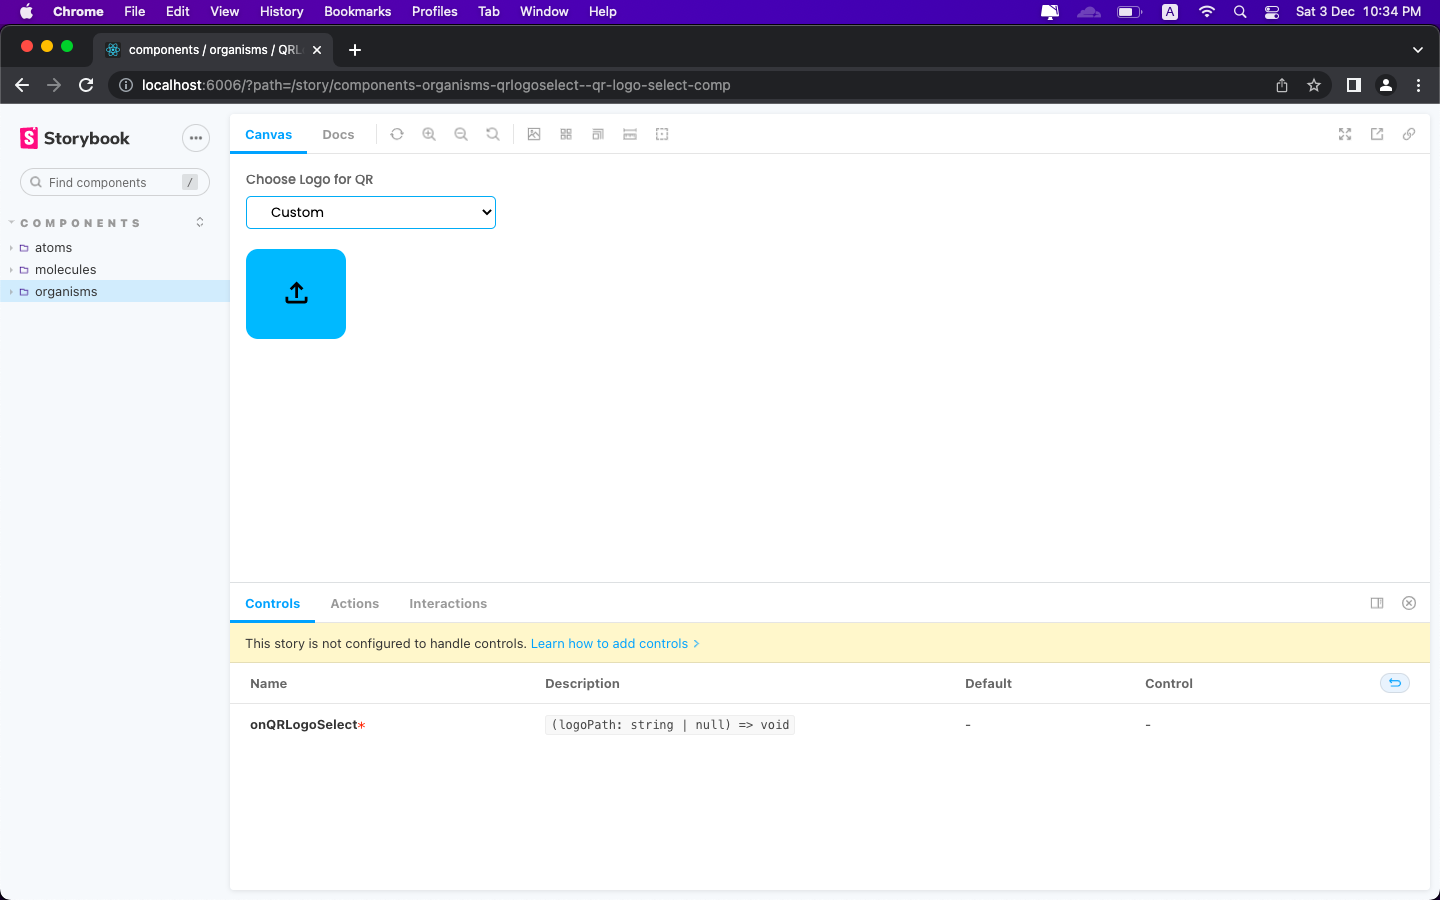 Chrome File Edit View History Bookmarks Profiles Tab Window Help A Sat 3 Dec 10:34 PM
components / organisms / QRL
localhost:6006/?path=/story/components-organisms-qrlogoselect--qr-logo-select-comp
Storybook
Find components /
COMPONENTS
atoms
molecules
organisms
Canvas Docs
Choose Logo for QR
Custom
Controls Actions Interactions
This story is not configured to handle controls. Learn how to add controls
Name Description Default Control
onQRLogoSelect* (logoPath: string | null) => void - -